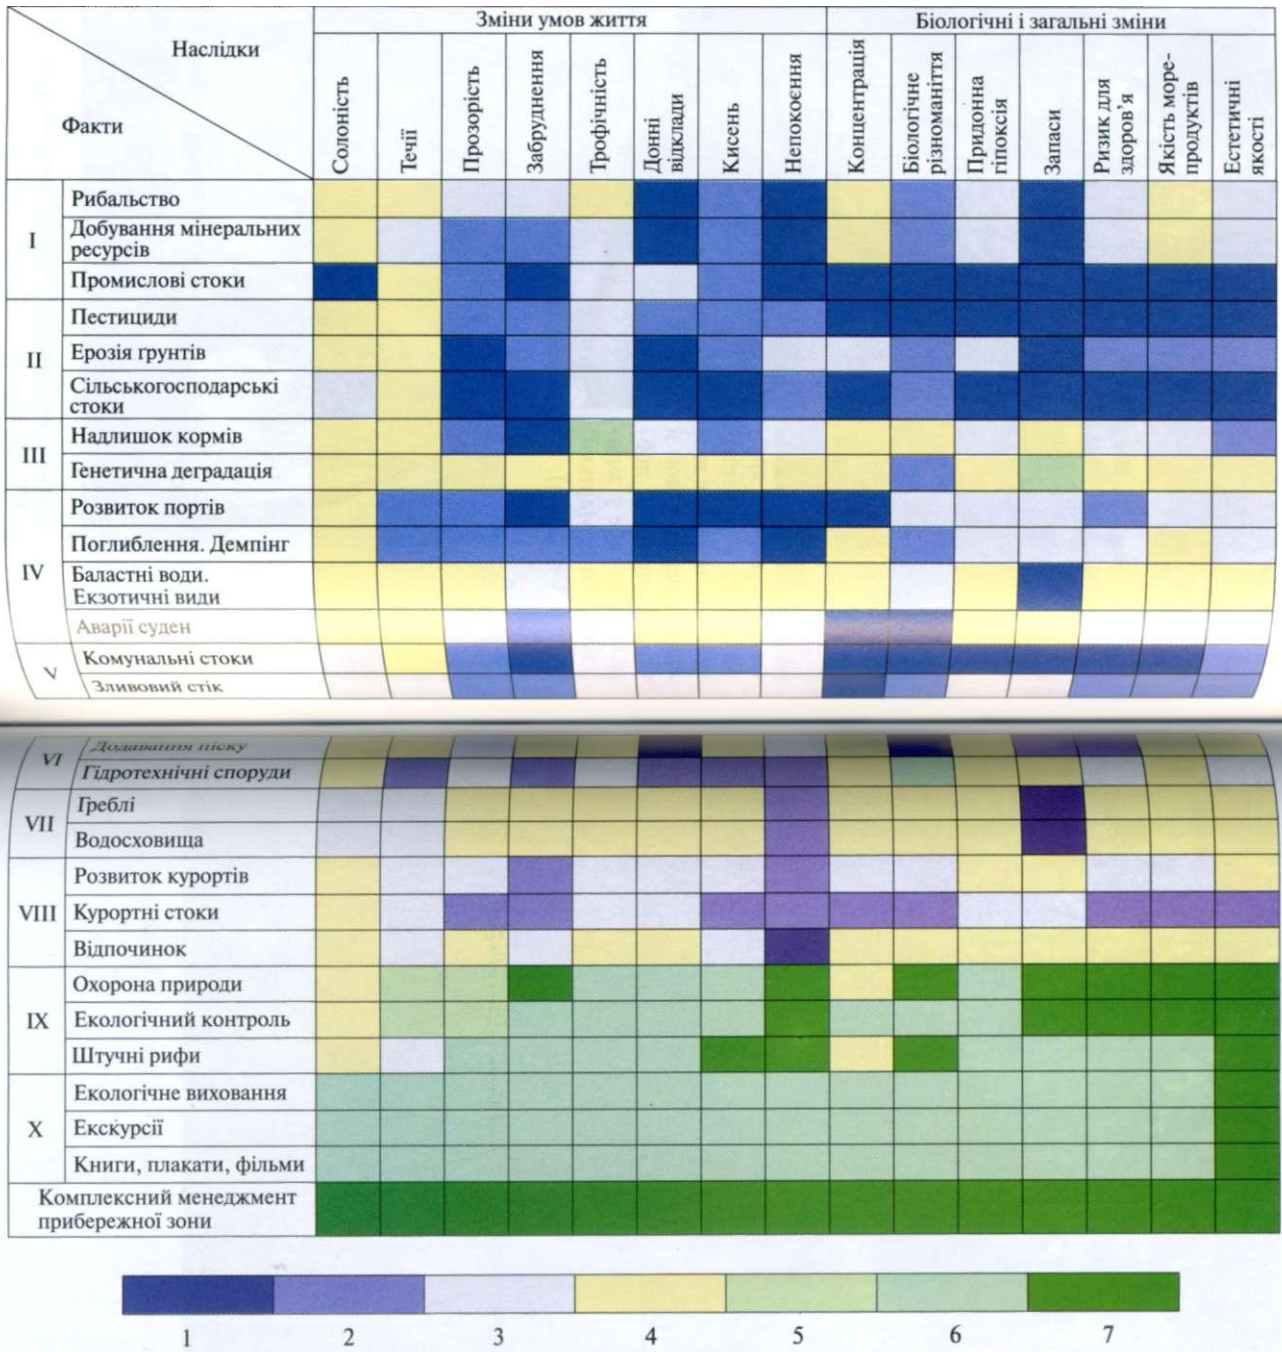 Зміни умов життя
Біологічні і загальні зміни
Наслідки
Факти
Солоність
Течії
Прозорість
Забруднення
Трофічність
Донні
відклади
Кисень
Непокоєння
Концентрація
Біологічне
різноманіття
Придонна
гіпоксія
Запаси
Ризик для
здоров’я
Якість море-
продуктів
Естетичні
якості
I
Рибальство
Добування мінеральних
ресурсів
Промислові стоки
II
Пестициди
Ерозія ґрунтів
Сільськогосподарські
стоки
III
Надлишок кормів
Генетична деградація
IV
Розвиток портів
Поглиблення. Демпінг
Баластні води.
Екзотичні види
Аварії суден
V
Комунальні стоки
Зливовий стік
VI
Додавання піску
Гідротехнічні споруди
VII
Греблі
Водосховища
VIII
Розвиток курортів
Курортні стоки
Відпочинок
IX
Охорона природи
Екологічний контроль
Штучні рифи
X
Екологічне виховання
Екскурсії
Книги, плакати, фільми
Комплексний менеджмент
прибережної зони
1 2 3 4 5 6 7